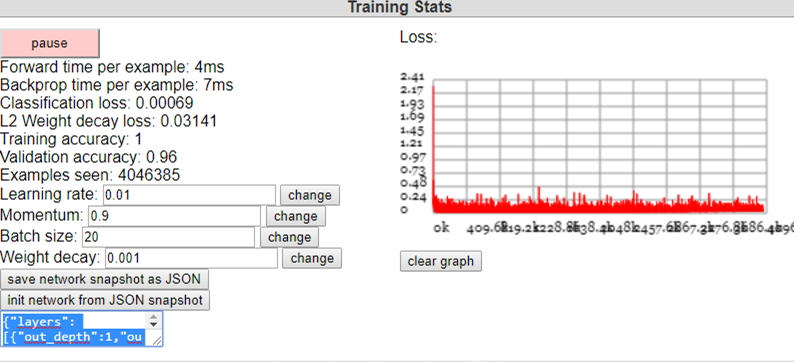 Training Stats
pause
Forward time per example: 4ms
Backprop time per example: 7ms
Classification loss: 0.00069
L2 Weight decay loss: 0.03141
Training accuracy: 1
Validation accuracy: 0.96
Examples seen: 4046385
Learning rate: 0.01 change
Momentum: 0.9 change
Batch size: 20 change
Weight decay: 0.001 change
save network snapshot as JSON
init network from JSON snapshot
{"layers":
[{"out_depth":1,"ou
Loss:
2.41
2.17
1.93
1.69
1.45
1.21
0.97
0.73
0.48
0.24
0
0k
clear graph